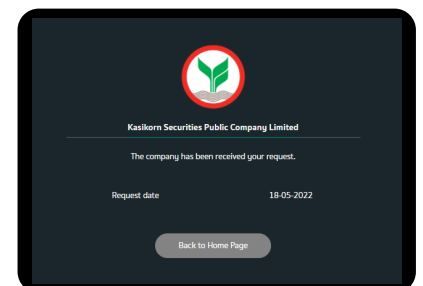 Kasikorn Securities Public Company Limited
The company has been received your request.
Request date 18-05-2022
Back to Home Page